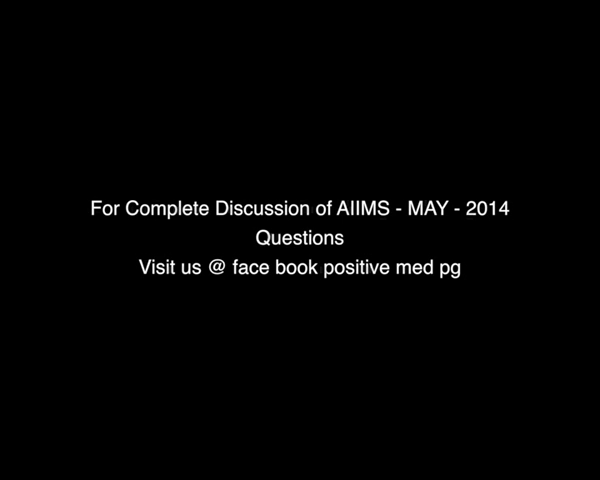 For Complete Discussion of AIIMS - MAY - 2014
Questions
Visit us @ face book positive med pg